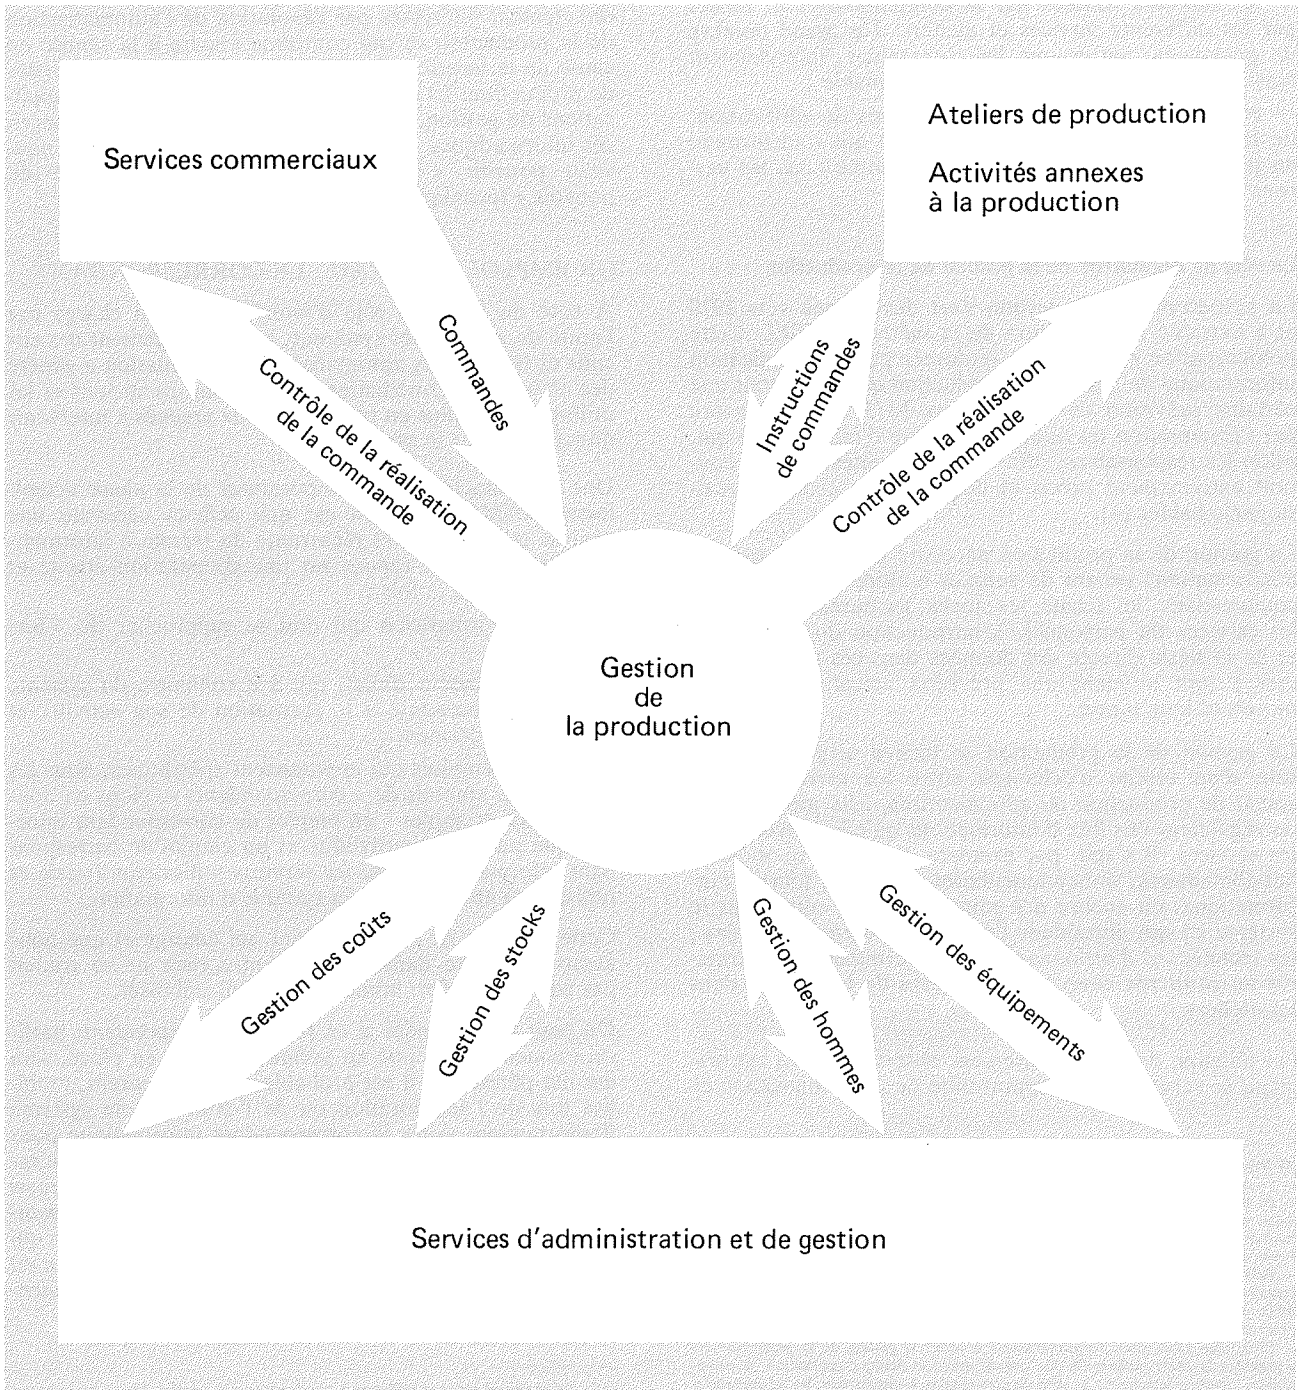 Services commerciaux
Ateliers de production
Activités annexes
à la production
Commandes
Contrôle de la réalisation
de la commande
Instructions
de commandes
Contrôle de la réalisation
de la commande
Gestion
de
la production
Gestion des coûts
Gestion des stocks
Gestion des hommes
Gestion des équipements
Services d'administration et de gestion